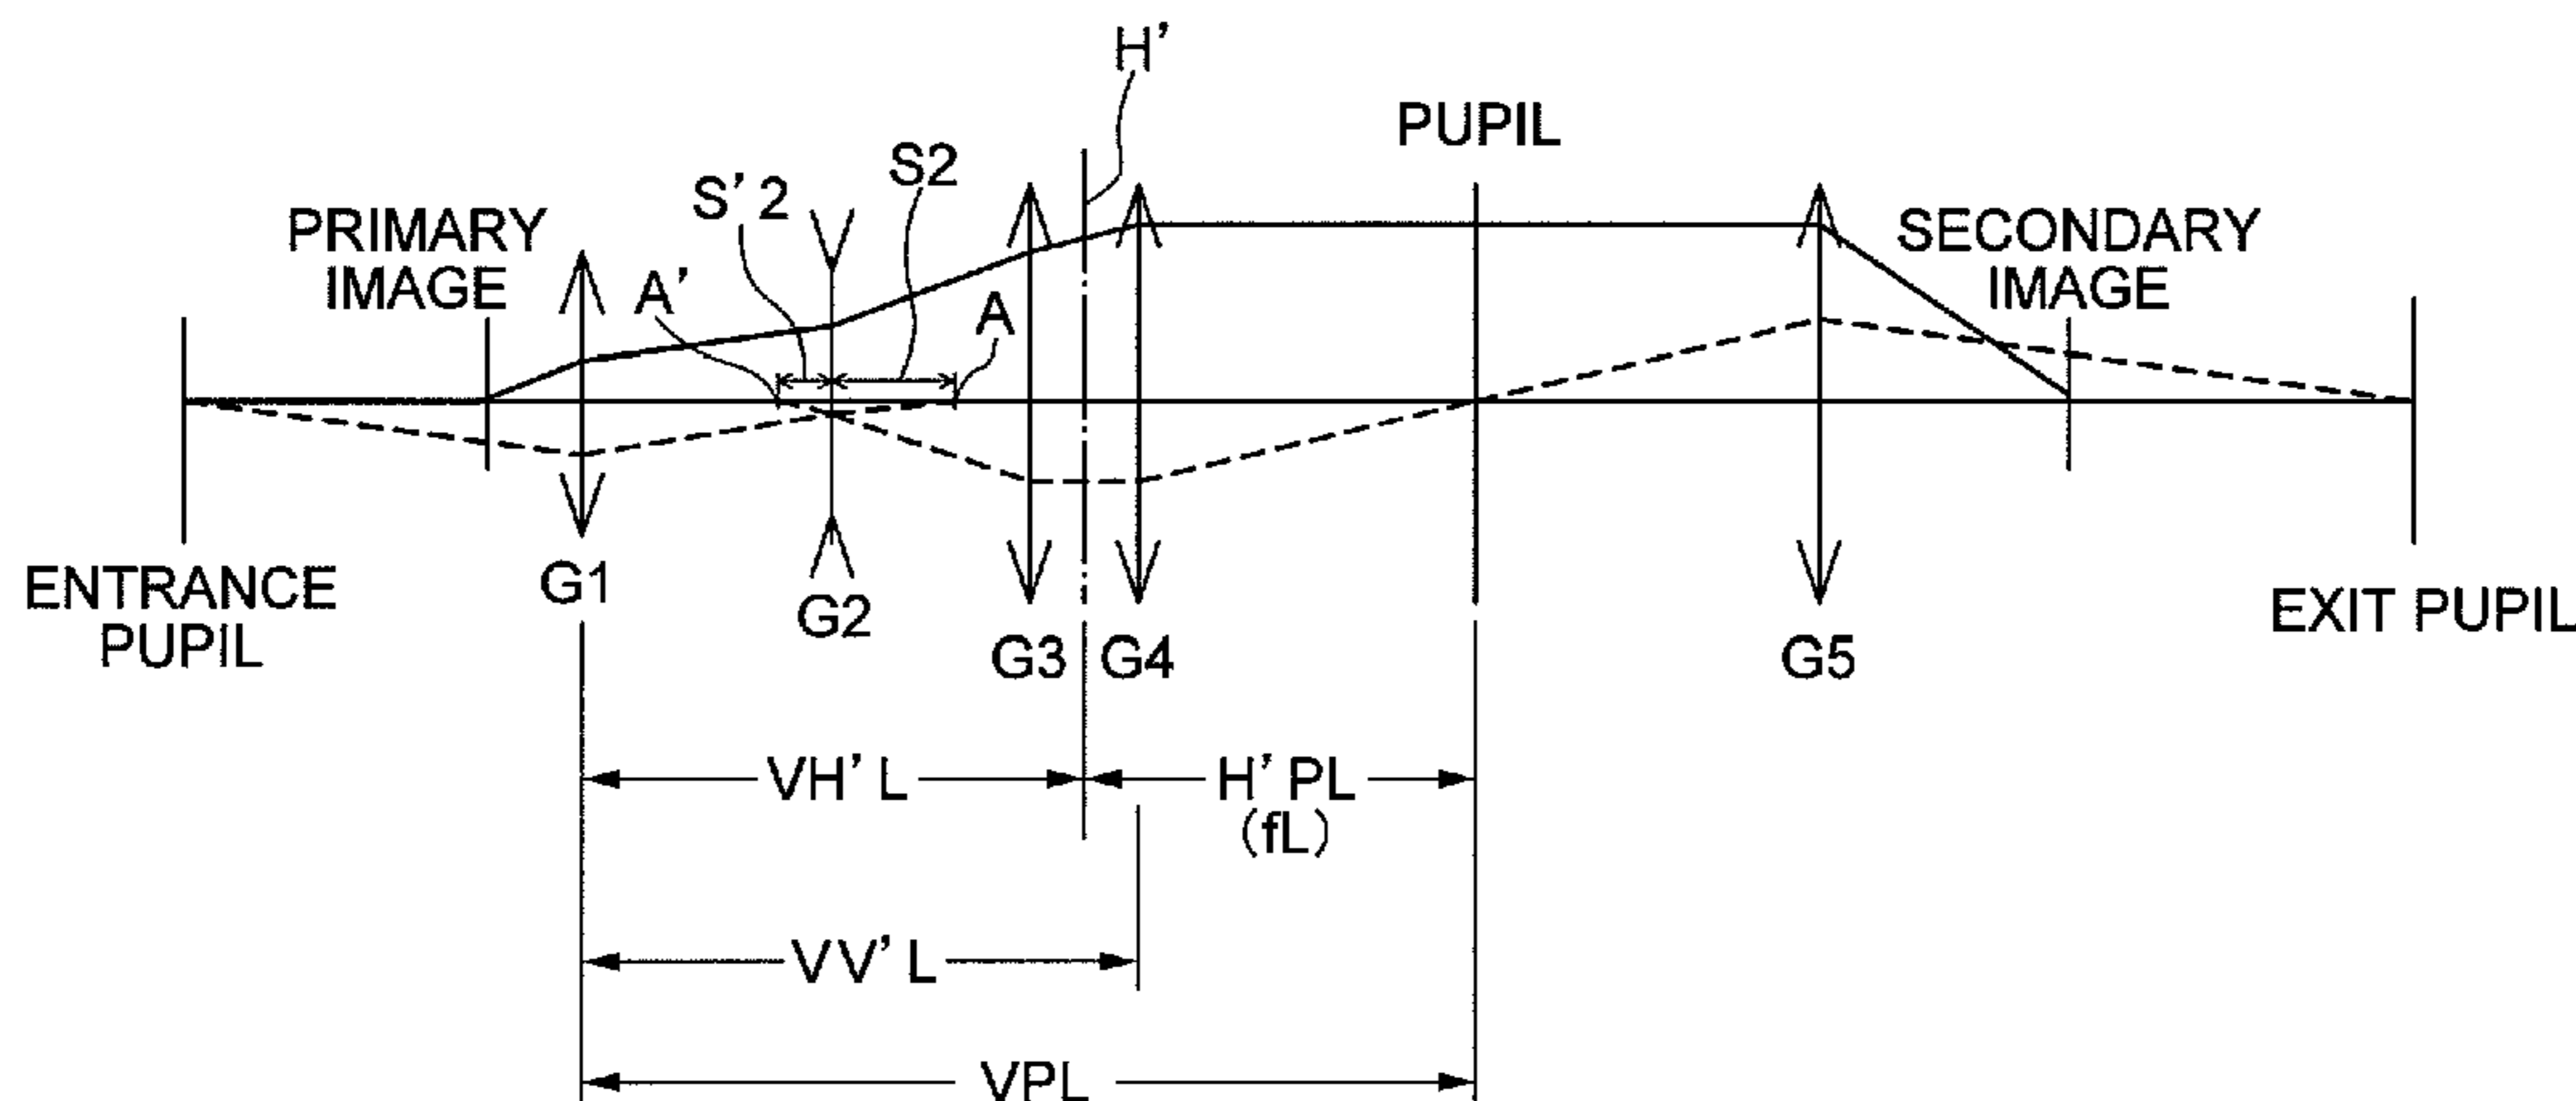 H'
PUPIL
S2
S'2
PRIMARY
IMAGE
A'
A
SECONDARY
IMAGE
ENTRANCE
PUPIL
G1
G2
G3
G4
G5
EXIT PUPIL
VH'L
H'PL
(fL)
VV'L
VPL